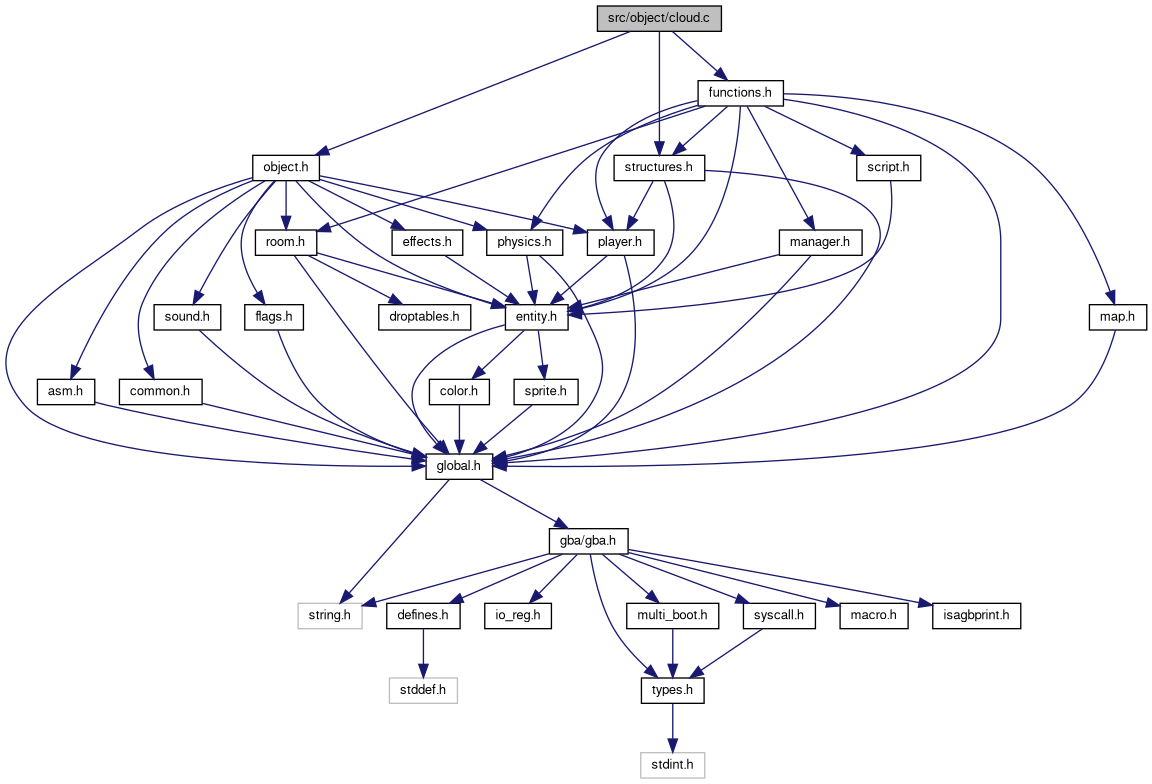 src/object/cloud.c
functions.h
object.h
structures.h
script.h
room.h
effects.h
physics.h
player.h
manager.h
sound.h
flags.h
droptables.h
entity.h
map.h
asm.h
common.h
color.h
sprite.h
global.h
gba/gba.h
string.h
defines.h
io_reg.h
multi_boot.h
syscall.h
macro.h
isagbprint.h
stddef.h
types.h
stdint.h